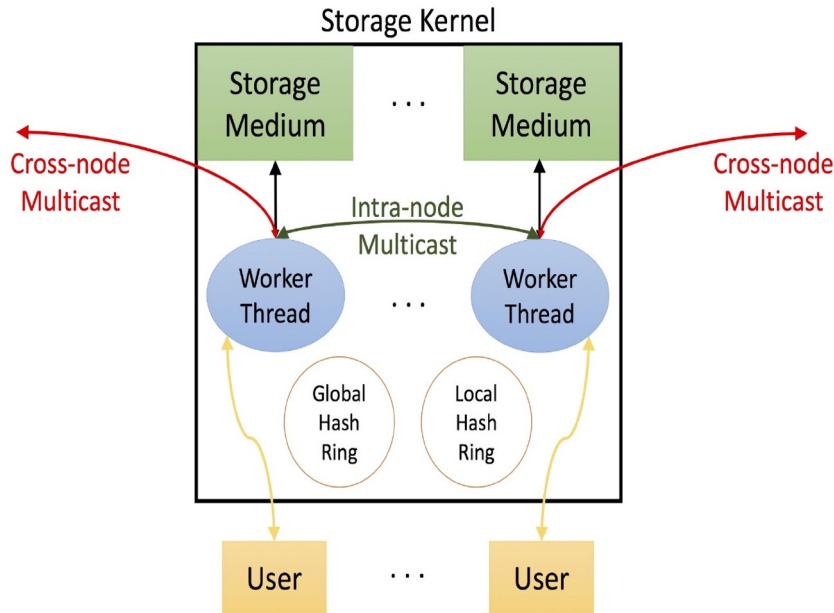 Storage Kernel
Storage
Medium
. . .
Storage
Medium
Cross-node
Multicast
Cross-node
Multicast
Intra-node
Multicast
Worker
Thread
. . .
Worker
Thread
Global
Hash
Ring
Local
Hash
Ring
User
. . .
User